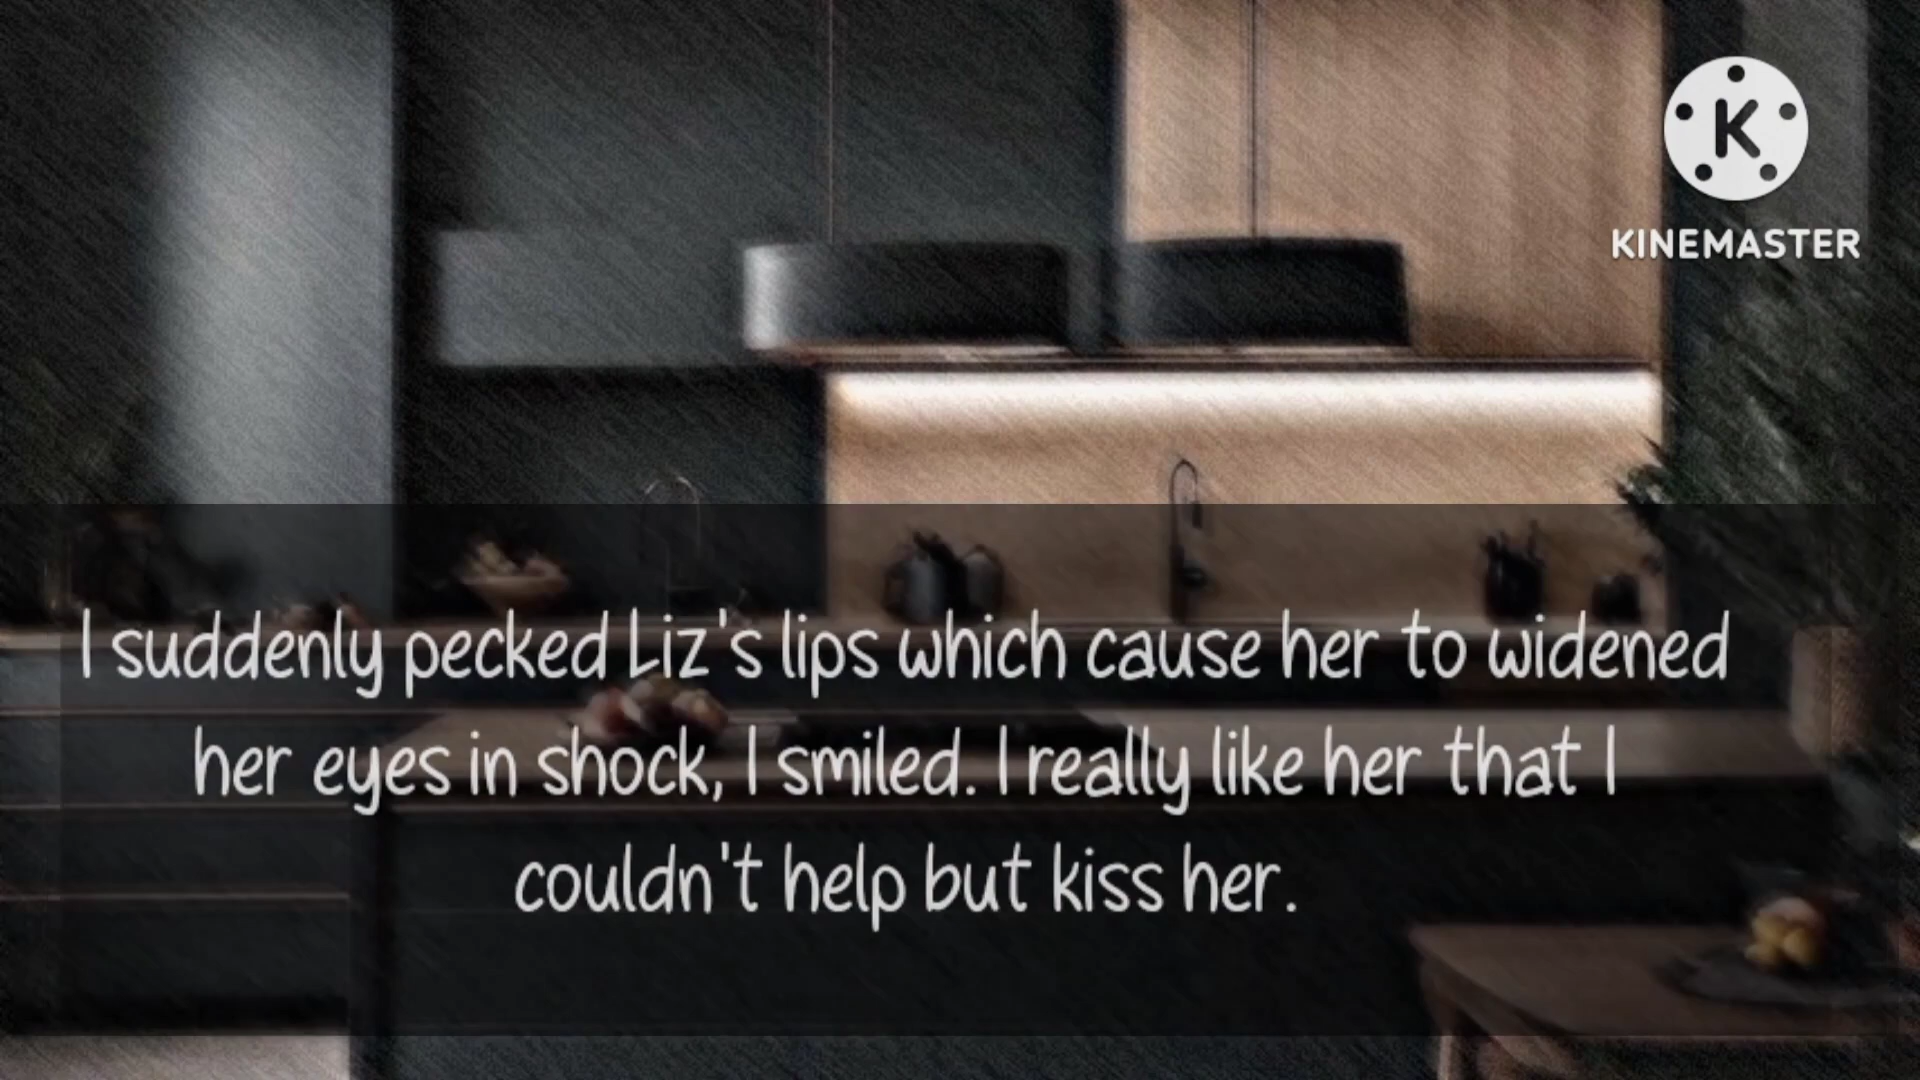 K
KINEMASTER
I suddenly pecked Liz's lips which cause her to widened
her eyes in shock, I smiled. I really like her that I
couldn't help but kiss her.